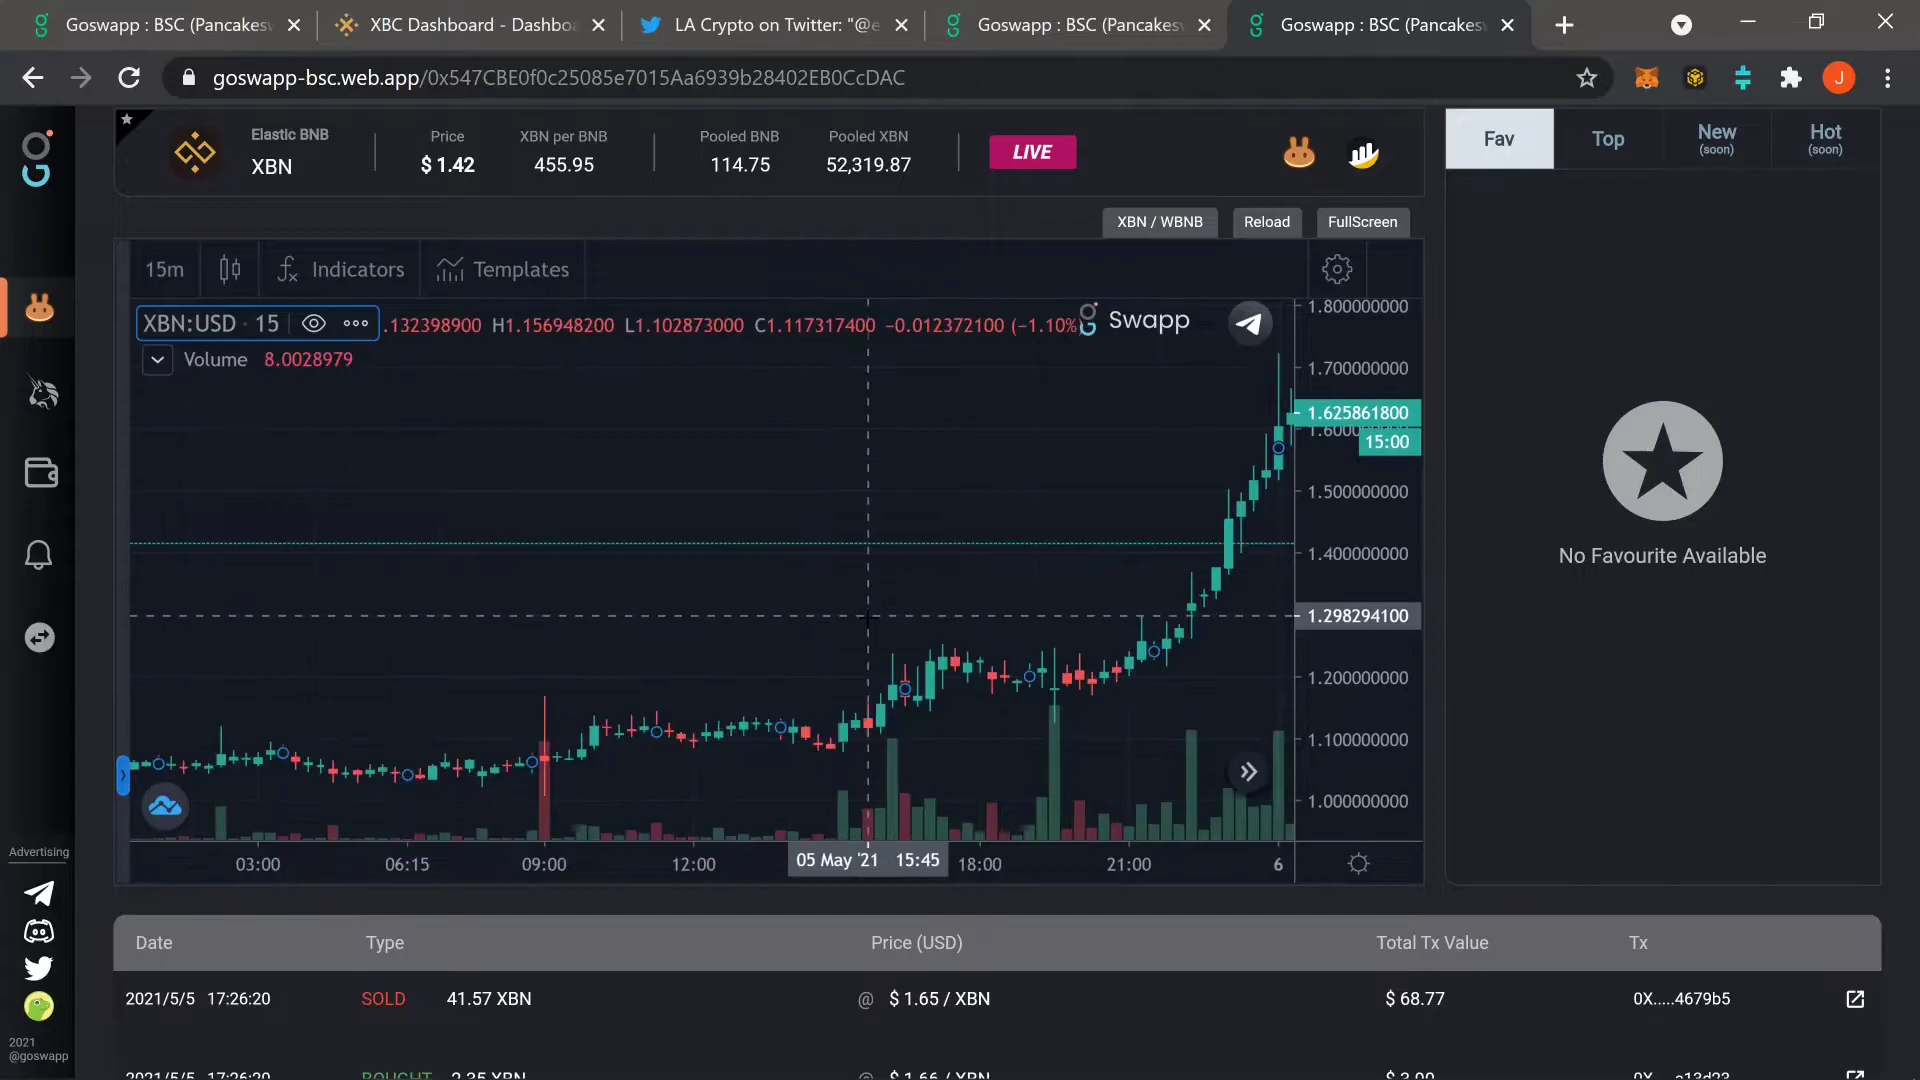 Goswapp : BSC (Pancakesw
XBC Dashboard - Dashboa
LA Crypto on Twitter: "@e
Goswapp : BSC (Pancakesw
Goswapp : BSC (Pancakesw
goswapp-bsc.web.app/0x547CBE0f0c25085e7015Aa6939b28402EB0CcDAC
J
Elastic BNB
XBN
Price
$ 1.42
XBN per BNB
455.95
Pooled BNB
114.75
Pooled XBN
52,319.87
LIVE
Fav
Top
New
(soon)
Hot
(soon)
XBN / WBNB
Reload
FullScreen
15m
Indicators
Templates
XBN:USD · 15
.132398900 H1.156948200 L1.102873000 C1.117317400 −0.012372100 (−1.10%
Swapp
Volume 8.0028979
1.800000000
1.700000000
1.625861800
15:00
1.500000000
1.400000000
1.298294100
1.200000000
1.100000000
1.000000000
No Favourite Available
03:00
06:15
09:00
12:00
05 May '21 15:45
18:00
21:00
6
Advertising
2021
@goswapp
Date Type Price (USD) Total Tx Value Tx
2021/5/5 17:26:20 SOLD 41.57 XBN @ $ 1.65 / XBN $ 68.77 0X.....4679b5
2021/5/5 17:26:20 BOUGHT 2.35 XBN @ $ 1.66 / XBN